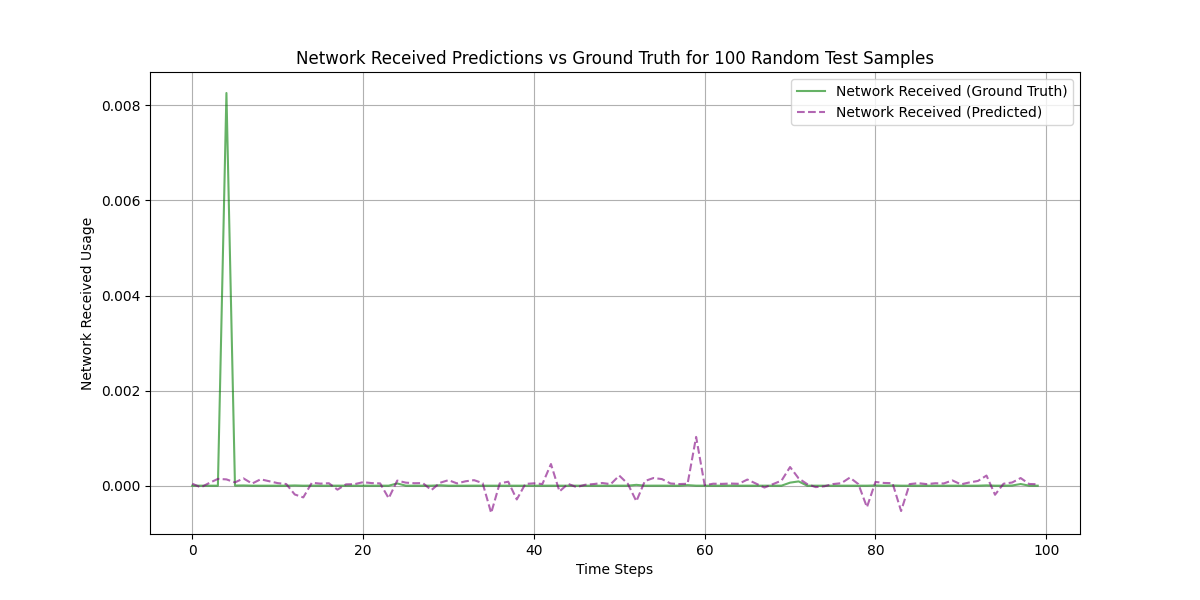 Network Received Predictions vs Ground Truth for 100 Random Test Samples
Network Received (Ground Truth)
Network Received (Predicted)
Network Received Usage
0.008
0.006
0.004
0.002
0.000
0 20 40 60 80 100
Time Steps